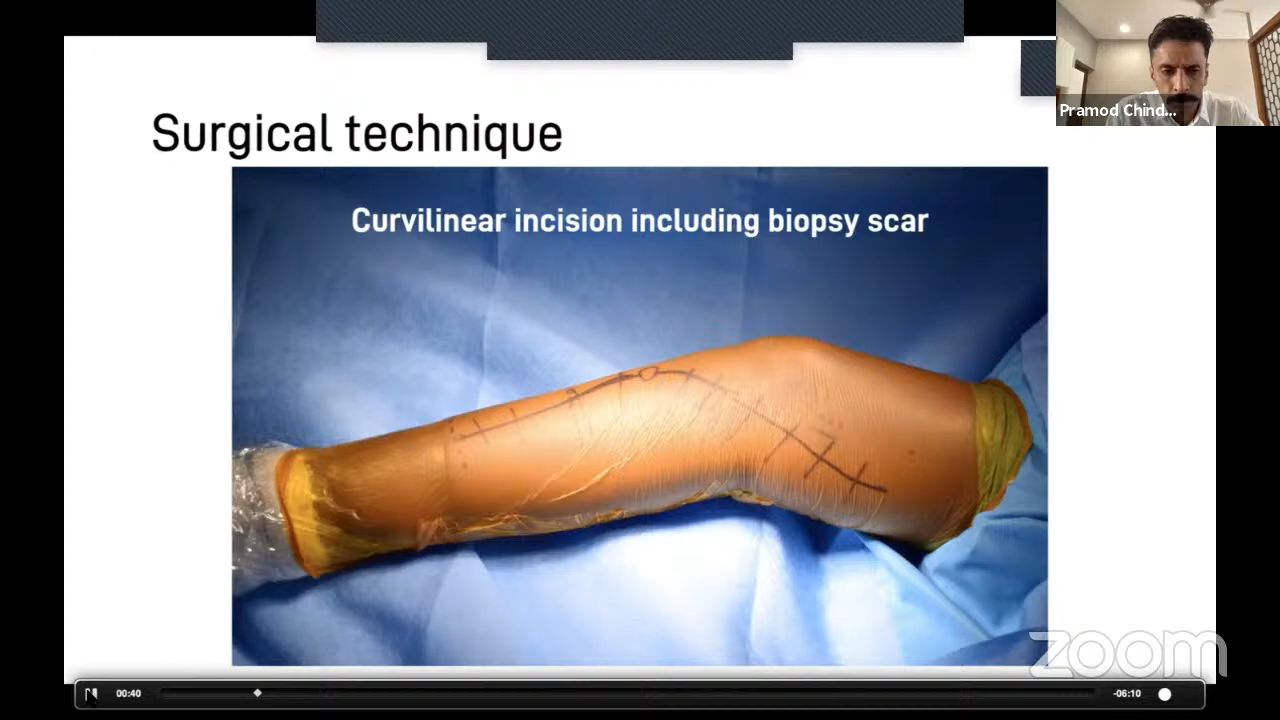 Pramod Chind...
Surgical technique
Curvilinear incision including biopsy scar
zoom
00:40
-06:10